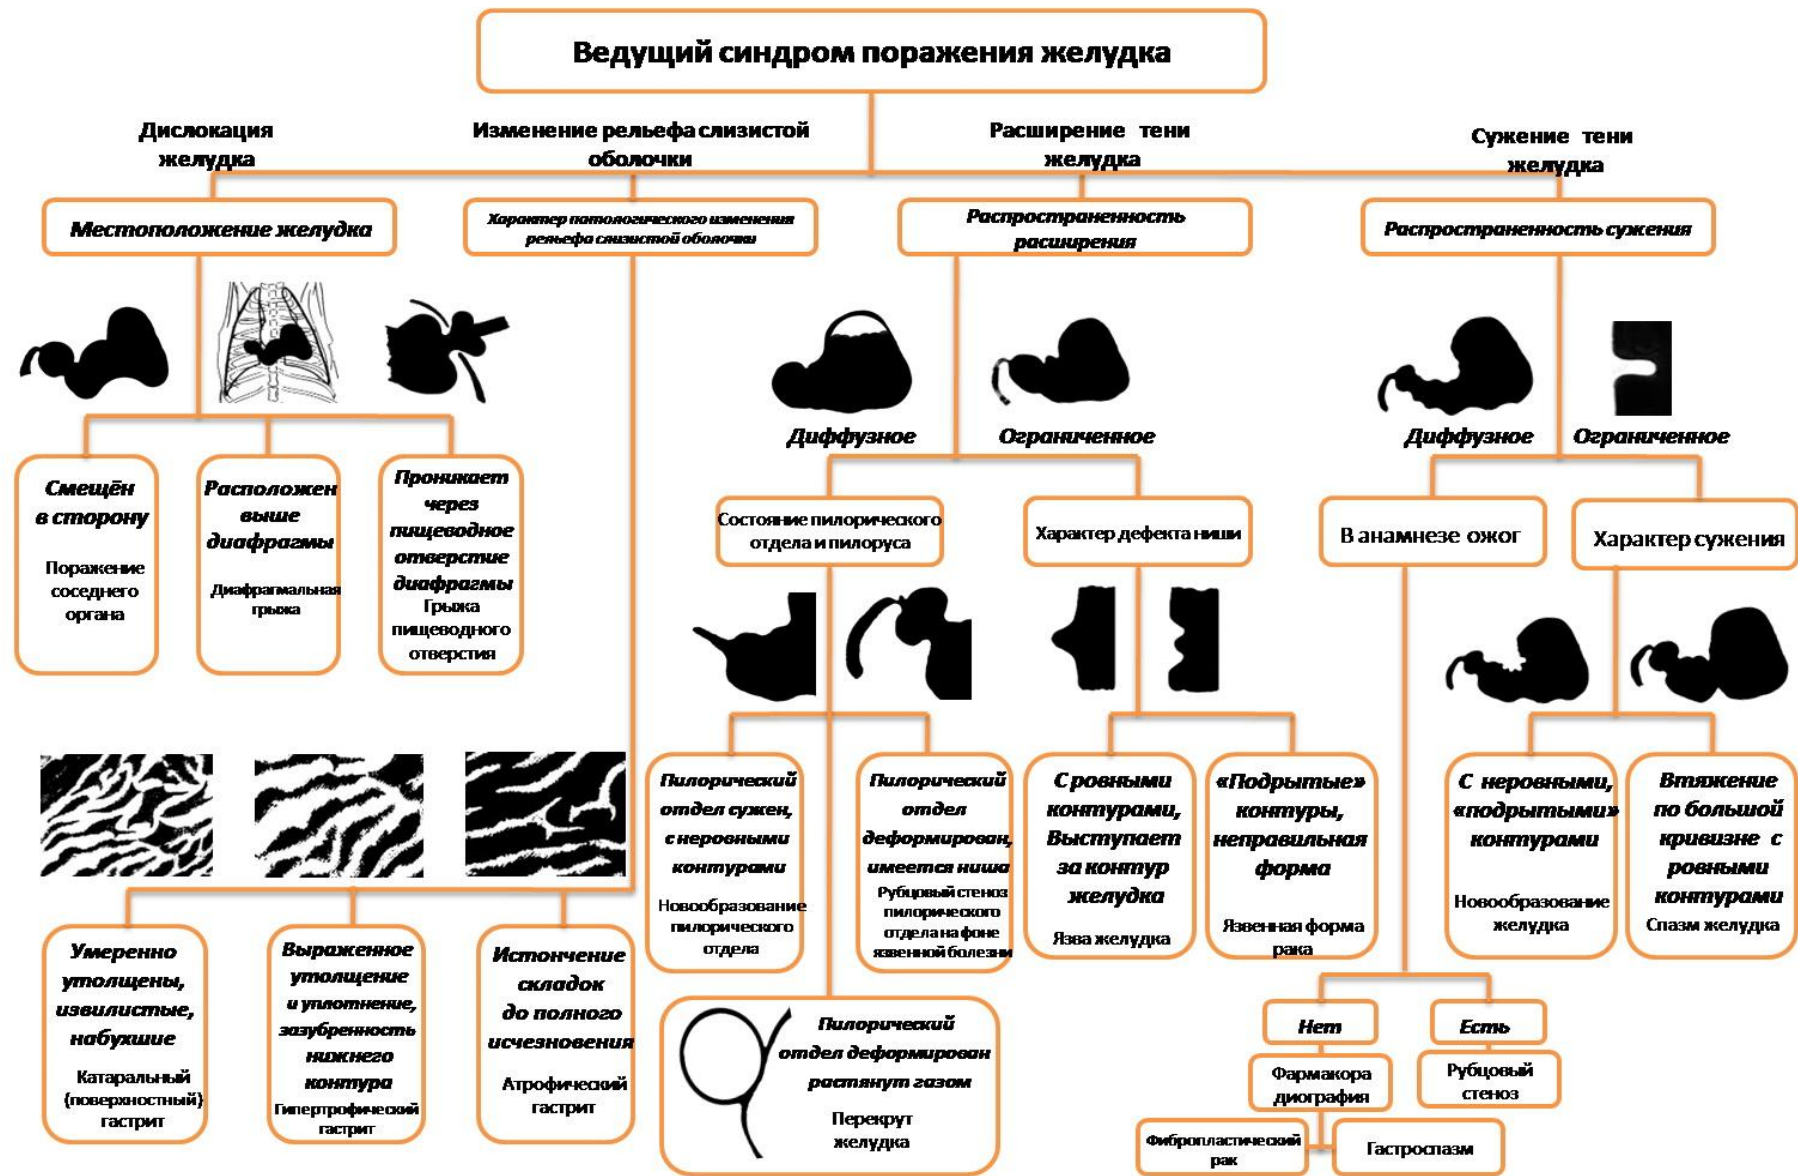 Ведущий синдром поражения желудка
Дислокация
желудка
Изменение рельефа слизистой
оболочки
Расширение тени
желудка
Сужение тени
желудка
Местоположение желудка
Характер патологического изменения
рельефа слизистой оболочки
Распространенность
расширения
Распространенность сужения
Диффузное
Ограниченное
Диффузное
Ограниченное
Смещён
в сторону
Поражение
соседнего
органа
Расположен
выше
диафрагмы
Диафрагмальная
грыжа
Проникает
через
пищеводное
отверстие
диафрагмы
Грыжа
пищеводного
отверстия
Состояние пилорического
отдела и пилоруса
Характер дефекта ниши
В анамнезе ожог
Характер сужения
Пилорический
отдел сужен,
с неровными
контурами
Новообразование
пилорического
отдела
Пилорический
отдел
деформирован,
имеется ниша
Рубцовый стеноз
пилорического
отдела на фоне
язвенной болезни
С ровными
контурами,
Выступает
за контур
желудка
Язва желудка
«Подрытые»
контуры,
неправильная
форма
Язвенная форма
рака
С неровными,
«подрытыми»
контурами
Новообразование
желудка
Втяжение
по большой
кривизне с
ровными
контурами
Спазм желудка
Умеренно
утолщены,
извилистые,
набухшие
Катаральный
(поверхностный)
гастрит
Выраженное
утолщение
и уплотнение,
зазубренность
нижнего
контура
Гипертрофический
гастрит
Истончение
складок
до полного
исчезновения
Атрофический
гастрит
Пилорический
отдел деформирован
растянут газом
Перекрут
желудка
Нет
Есть
Фармакора
диография
Рубцовый
стеноз
Фибропластический
рак
Гастроспазм